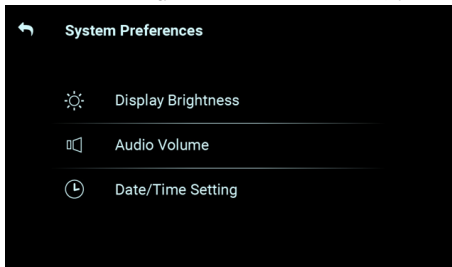 System Preferences
Display Brightness
Audio Volume
Date/Time Setting